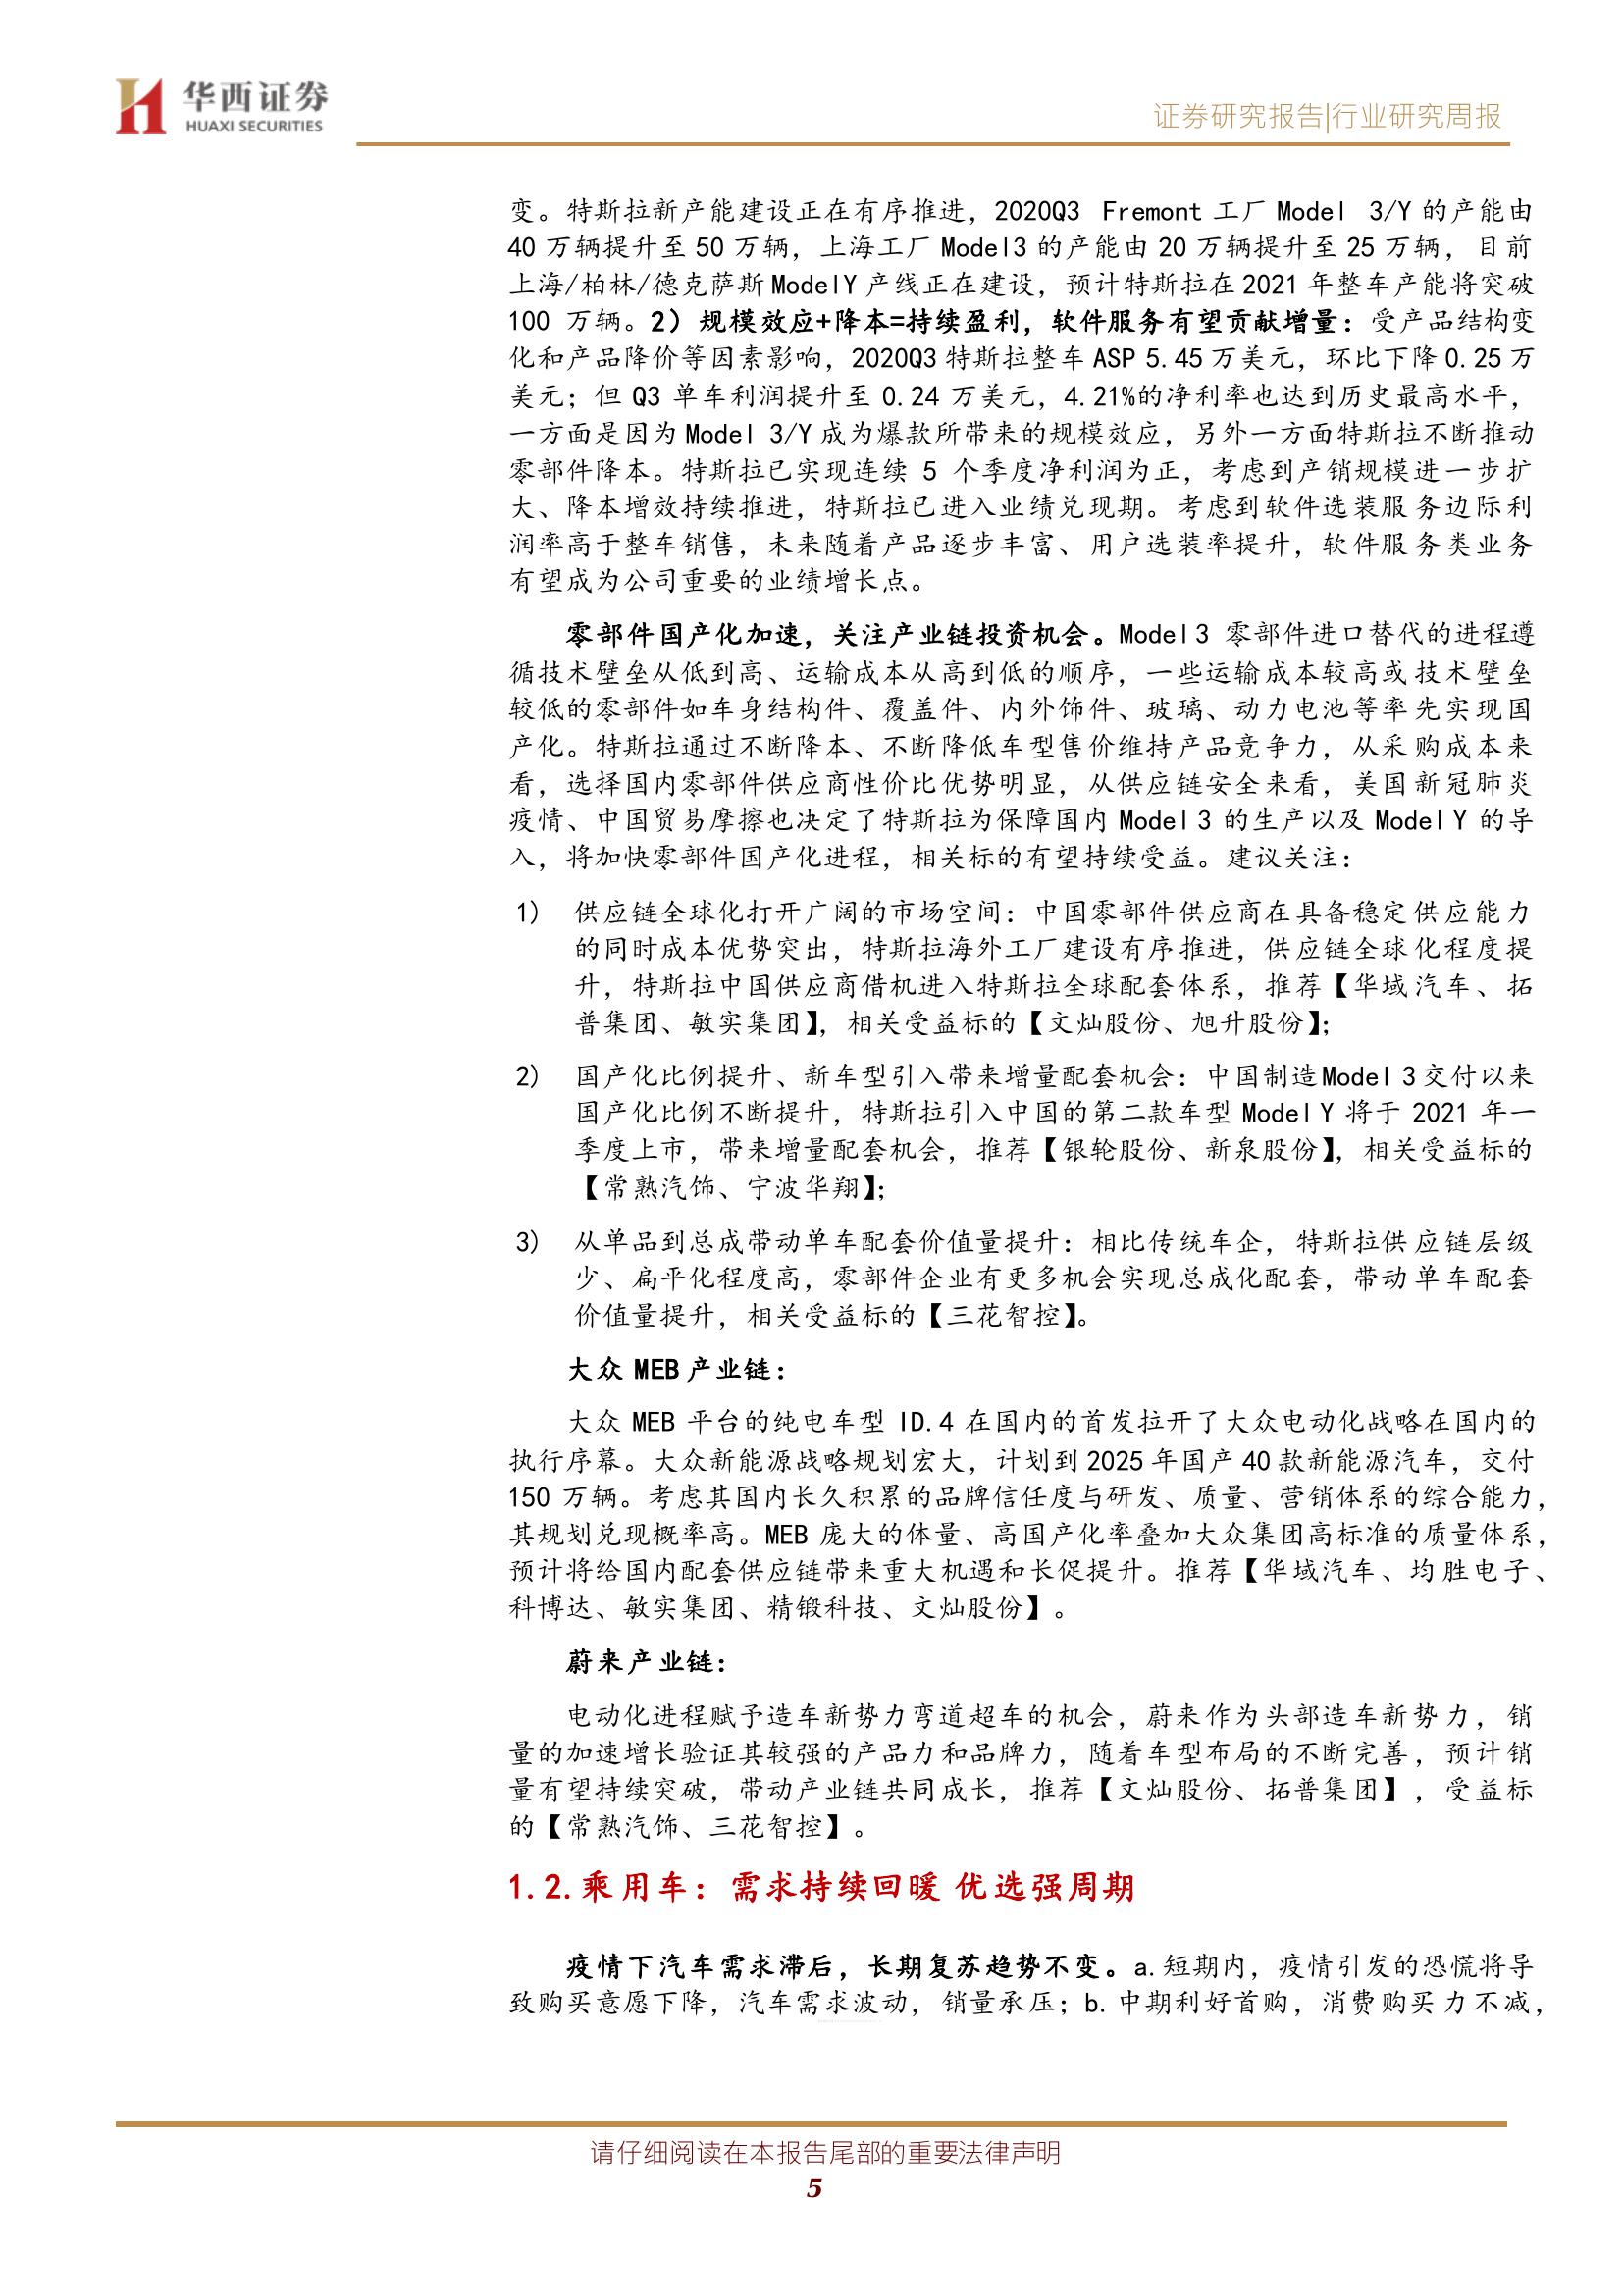 华西证券
HUAXI SECURITIES
证券研究报告|行业研究周报
变。特斯拉新产能建设正在有序推进，2020Q3 Fremont 工厂 Model 3/Y 的产能由
40 万辆提升至 50 万辆，上海工厂 Model3 的产能由 20 万辆提升至 25 万辆，目前
上海/柏林/德克萨斯 ModelY 产线正在建设，预计特斯拉在 2021 年整车产能将突破
100 万辆。2）规模效应+降本=持续盈利，软件服务有望贡献增量：受产品结构变
化和产品降价等因素影响，2020Q3 特斯拉整车 ASP 5.45 万美元，环比下降 0.25 万
美元；但 Q3 单车利润提升至 0.24 万美元，4.21%的净利率也达到历史最高水平，
一方面是因为 Model 3/Y 成为爆款所带来的规模效应，另外一方面特斯拉不断推动
零部件降本。特斯拉已实现连续 5 个季度净利润为正，考虑到产销规模进一步扩
大、降本增效持续推进，特斯拉已进入业绩兑现期。考虑到软件选装服务边际利
润率高于整车销售，未来随着产品逐步丰富、用户选装率提升，软件服务类业务
有望成为公司重要的业绩增长点。
零部件国产化加速，关注产业链投资机会。Model 3 零部件进口替代的进程遵
循技术壁垒从低到高、运输成本从高到低的顺序，一些运输成本较高或技术壁垒
较低的零部件如车身结构件、覆盖件、内外饰件、玻璃、动力电池等率先实现国
产化。特斯拉通过不断降本、不断降低车型售价维持产品竞争力，从采购成本来
看，选择国内零部件供应商性价比优势明显，从供应链安全来看，美国新冠肺炎
疫情、中国贸易摩擦也决定了特斯拉为保障国内 Model 3 的生产以及 Model Y 的导
入，将加快零部件国产化进程，相关标的有望持续受益。建议关注：
1） 供应链全球化打开广阔的市场空间：中国零部件供应商在具备稳定供应能力
的同时成本优势突出，特斯拉海外工厂建设有序推进，供应链全球化程度提
升，特斯拉中国供应商借机进入特斯拉全球配套体系，推荐【华域汽车、拓
普集团、敏实集团】，相关受益标的【文灿股份、旭升股份】；
2） 国产化比例提升、新车型引入带来增量配套机会：中国制造 Model 3 交付以来
国产化比例不断提升，特斯拉引入中国的第二款车型 Model Y 将于 2021 年一
季度上市，带来增量配套机会，推荐【银轮股份、新泉股份】，相关受益标的
【常熟汽饰、宁波华翔】；
3） 从单品到总成带动单车配套价值量提升：相比传统车企，特斯拉供应链层级
少、扁平化程度高，零部件企业有更多机会实现总成化配套，带动单车配套
价值量提升，相关受益标的【三花智控】。
大众 MEB 产业链：
大众 MEB 平台的纯电车型 ID.4 在国内的首发拉开了大众电动化战略在国内的
执行序幕。大众新能源战略规划宏大，计划到 2025 年国产 40 款新能源汽车，交付
150 万辆。考虑其国内长久积累的品牌信任度与研发、质量、营销体系的综合能力，
其规划兑现概率高。MEB 庞大的体量、高国产化率叠加大众集团高标准的质量体系，
预计将给国内配套供应链带来重大机遇和长促提升。推荐【华域汽车、均胜电子、
科博达、敏实集团、精锻科技、文灿股份】。
蔚来产业链：
电动化进程赋予造车新势力弯道超车的机会，蔚来作为头部造车新势力，销
量的加速增长验证其较强的产品力和品牌力，随着车型布局的不断完善，预计销
量有望持续突破，带动产业链共同成长，推荐【文灿股份、拓普集团】，受益标
的【常熟汽饰、三花智控】。
1.2.乘用车：需求持续回暖 优选强周期
疫情下汽车需求滞后，长期复苏趋势不变。a.短期内，疫情引发的恐慌将导
致购买意愿下降，汽车需求波动，销量承压；b.中期利好首购，消费购买力不减，
请仔细阅读在本报告尾部的重要法律声明
5